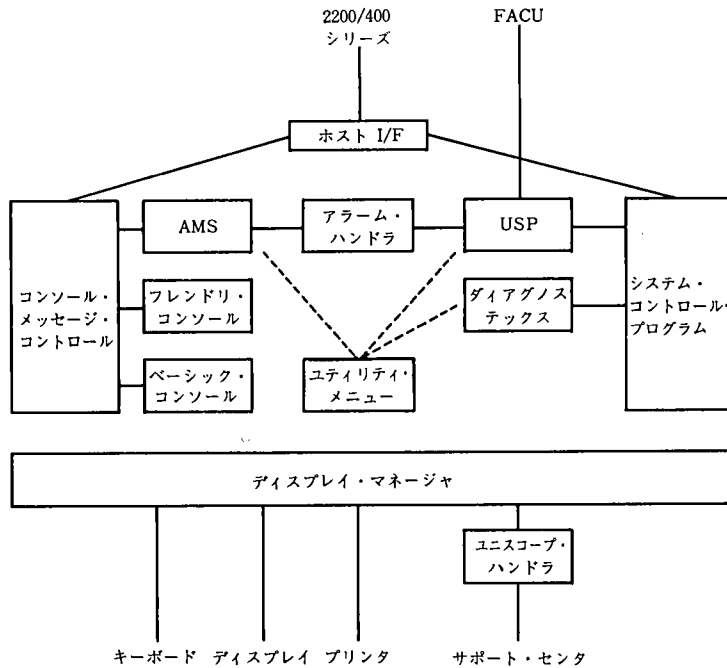 2200/400
シリーズ
FACU
ホスト I/F
コンソール・
メッセージ・
コントロール
AMS
アラーム・
ハンドラ
USP
システム・
コントロール・
プログラム
フレンドリ・
コンソール
ダイアグノス
テックス
ベーシック・
コンソール
ユティリティ・
メニュー
ディスプレイ・マネージャ
ユニスコープ・
ハンドラ
キーボード ディスプレイ プリンタ サポート・センタ